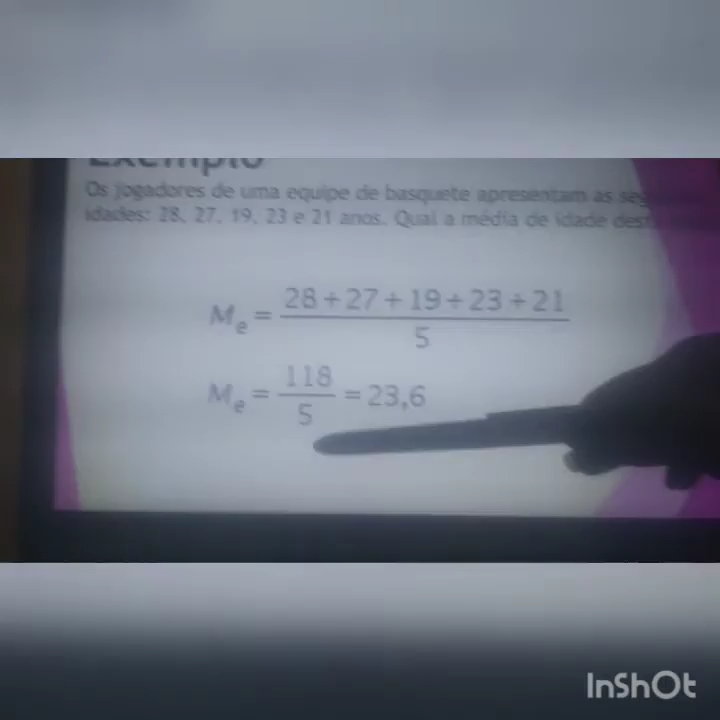 Exemplo
Os jogadores de uma equipe de basquete apresentam as
idades: 28, 27, 19, 23 e 21 anos. Qual a média de idade
Me = 28+27+19+23+21
5
Me = 118/5 = 23,6
InShOt